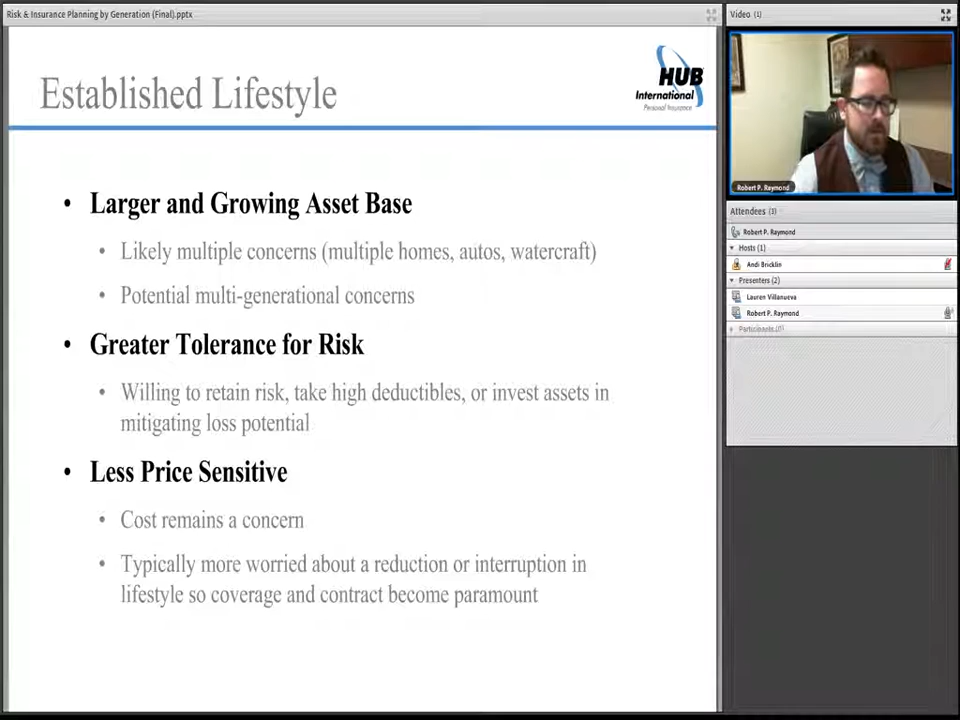 Risk & Insurance Planning by Generation (Final).pptx
Established Lifestyle
HUB
International
Personal Insurance
• Larger and Growing Asset Base
• Likely multiple concerns (multiple homes, autos, watercraft)
• Potential multi-generational concerns
• Greater Tolerance for Risk
• Willing to retain risk, take high deductibles, or invest assets in
mitigating loss potential
• Less Price Sensitive
• Cost remains a concern
• Typically more worried about a reduction or interruption in
lifestyle so coverage and contract become paramount
Video (1)
Robert P. Raymond
Attendees (3)
Robert P. Raymond
Hosts (1)
Andi Bricklin
Presenters (2)
Lauren Villanueva
Robert P. Raymond
Participants (0)